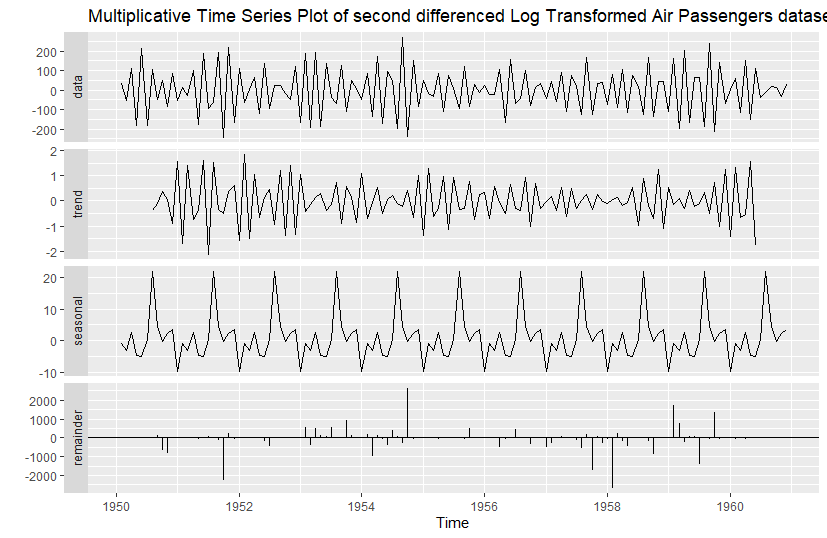 Multiplicative Time Series Plot of second differenced Log Transformed Air Passengers datase
data
200
100
0
-100
-200
trend
2
1
0
-1
-2
seasonal
20
10
0
-10
remainder
2000
1000
0
-1000
-2000
1950 1952 1954 1956 1958 1960
Time